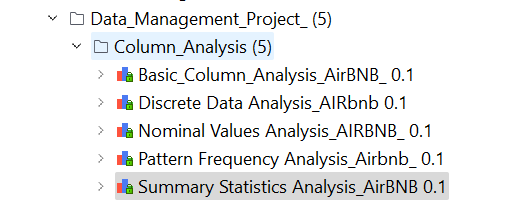 Data_Management_Project_ (5)
Column_Analysis (5)
Basic_Column_Analysis_AirBNB_ 0.1
Discrete Data Analysis_AIRbnb 0.1
Nominal Values Analysis_AIRBNB_ 0.1
Pattern Frequency Analysis_Airbnb_ 0.1
Summary Statistics Analysis_AirBNB 0.1